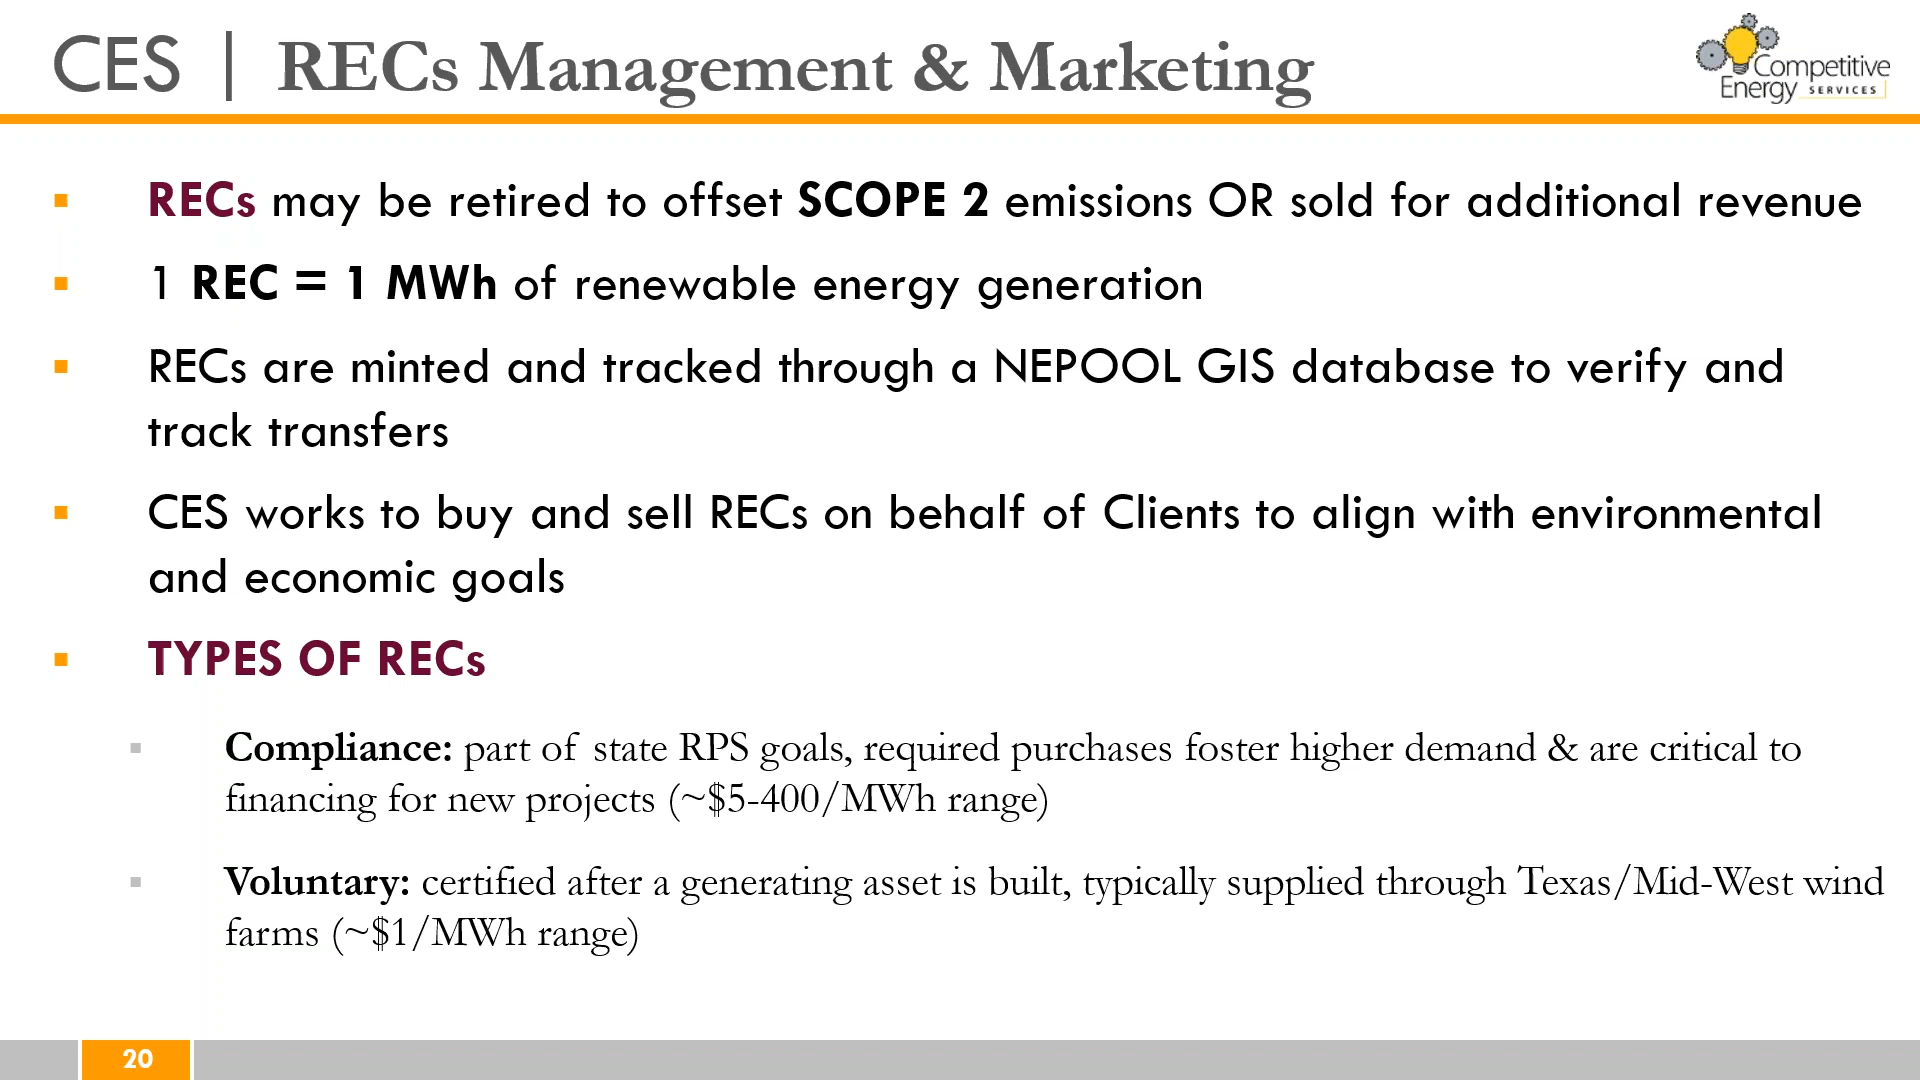 CES | RECs Management & Marketing
Competitive
Energy SERVICES
RECs may be retired to offset SCOPE 2 emissions OR sold for additional revenue
1 REC = 1 MWh of renewable energy generation
RECs are minted and tracked through a NEPOOL GIS database to verify and
track transfers
CES works to buy and sell RECs on behalf of Clients to align with environmental
and economic goals
TYPES OF RECs
Compliance: part of state RPS goals, required purchases foster higher demand & are critical to
financing for new projects (~$5-400/MWh range)
Voluntary: certified after a generating asset is built, typically supplied through Texas/Mid-West wind
farms (~$1/MWh range)
20